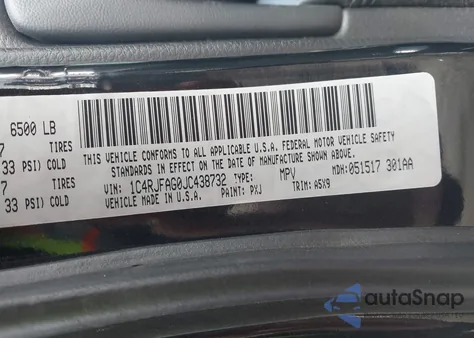 6500 LB
7 TIRES
33 PSI) COLD
7 TIRES
33 PSI) COLD
THIS VEHICLE CONFORMS TO ALL APPLICABLE U.S.A. FEDERAL MOTOR VEHICLE SAFETY
STANDARDS IN EFFECT ON THE DATE OF MANUFACTURE SHOWN ABOVE.
VIN: 1C4RJFAG0JC438732 TYPE: MPV MDH: 051517 301AA
VEHICLE MADE IN U.S.A. PAINT: PXJ TRIM: A5X9
autoSnap